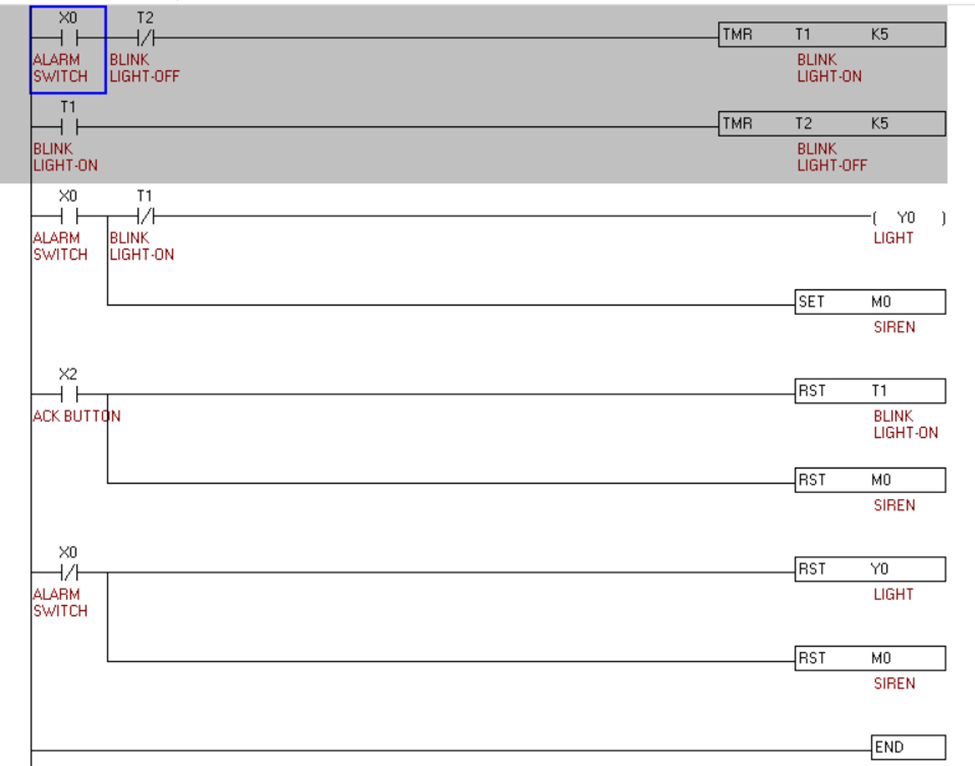 X0 T2
TMR T1 K5
ALARM SWITCH BLINK LIGHT-OFF BLINK LIGHT-ON
T1
TMR T2 K5
BLINK LIGHT-ON BLINK LIGHT-OFF
X0 T1
( Y0 )
ALARM SWITCH BLINK LIGHT-ON LIGHT
SET M0
SIREN
X2
RST T1
ACK BUTTON BLINK LIGHT-ON
RST M0
SIREN
X0
RST Y0
ALARM SWITCH LIGHT
RST M0
SIREN
END